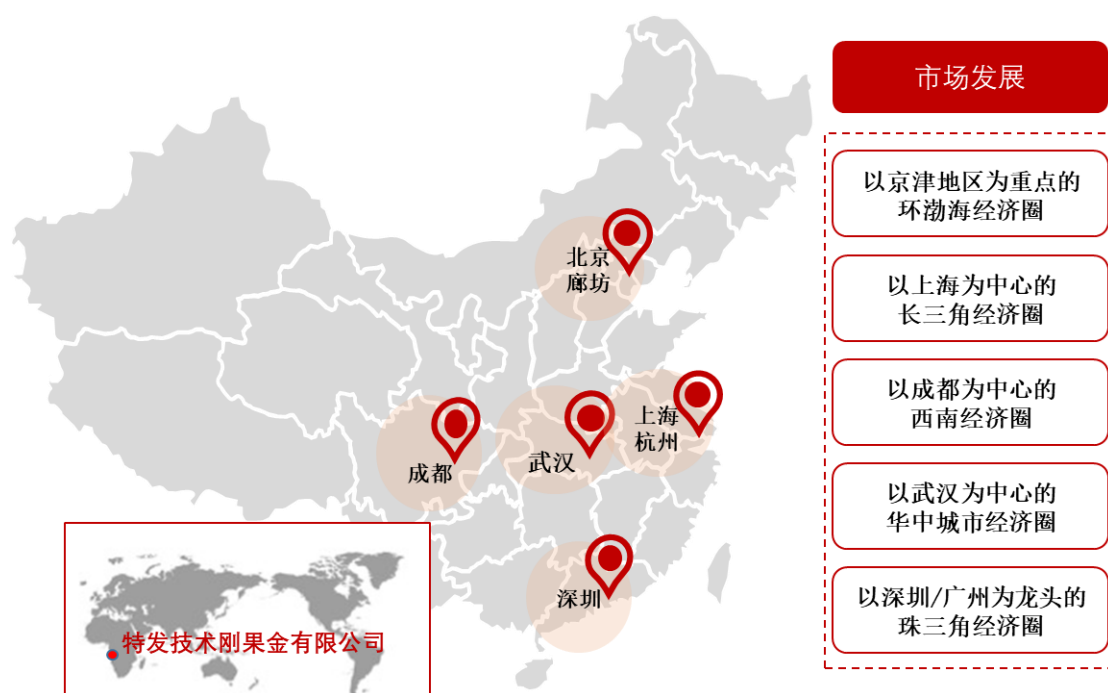 市场发展
以京津地区为重点的
环渤海经济圈
以上海为中心的
长三角经济圈
以成都为中心的
西南经济圈
以武汉为中心的
华中城市经济圈
以深圳/广州为龙头的
珠三角经济圈
北京
廊坊
上海
杭州
成都
武汉
深圳
特发技术刚果金有限公司